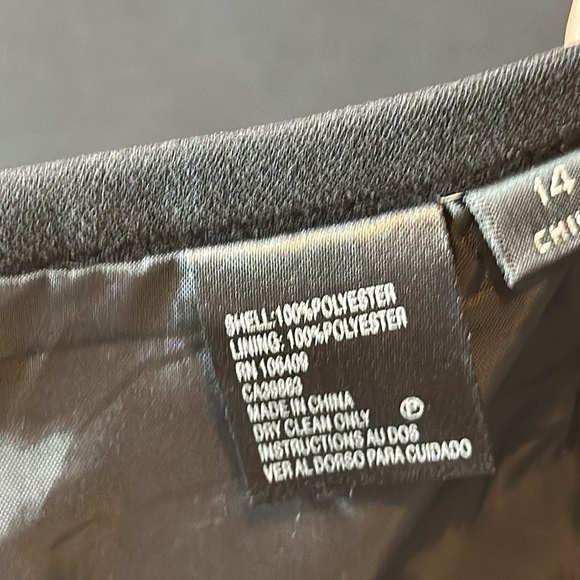 14
SHELL:100%POLYESTER
LINING: 100%POLYESTER
RN 106409
MADE IN CHINA
DRY CLEAN ONLY
P
INSTRUCTIONS AU DOS
VER AL DORSO PARA CUIDADO